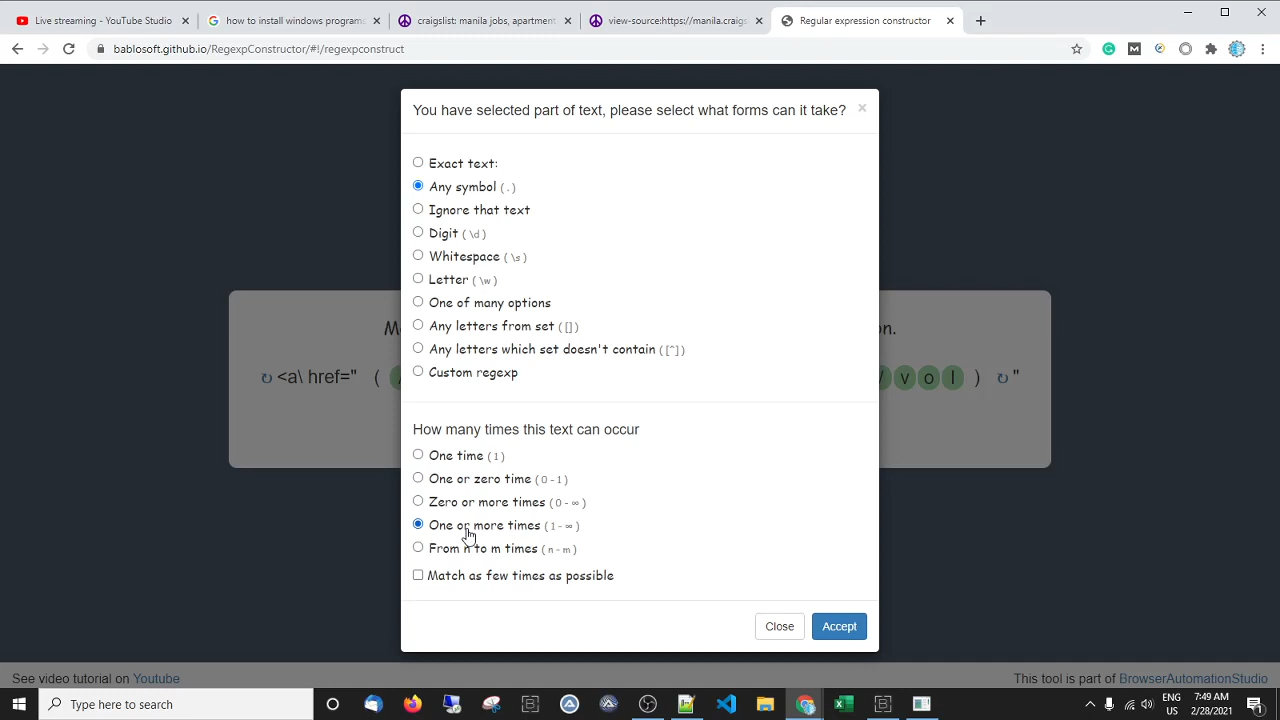 Live streaming - YouTube Studio
how to install windows programs
craigslist: manila jobs, apartment
view-source:https://manila.craigs
Regular expression constructor
bablosoft.github.io/RegexpConstructor/#!/regexpconstruct
You have selected part of text, please select what forms can it take? ×
Exact text:
Any symbol ( . )
Ignore that text
Digit ( \d )
Whitespace ( \s )
Letter ( \w )
One of many options
Any letters from set ( [] )
Any letters which set doesn't contain ( [^] )
Custom regexp
on.
<a\ href=" (
v o l ) "
How many times this text can occur
One time ( 1 )
One or zero time ( 0 - 1 )
Zero or more times ( 0 - ∞ )
One or more times ( 1 - ∞ )
From n to m times ( n - m )
Match as few times as possible
Close Accept
See video tutorial on Youtube
This tool is part of BrowserAutomationStudio
Type here to search
ENG
US
7:49 AM
2/28/2021